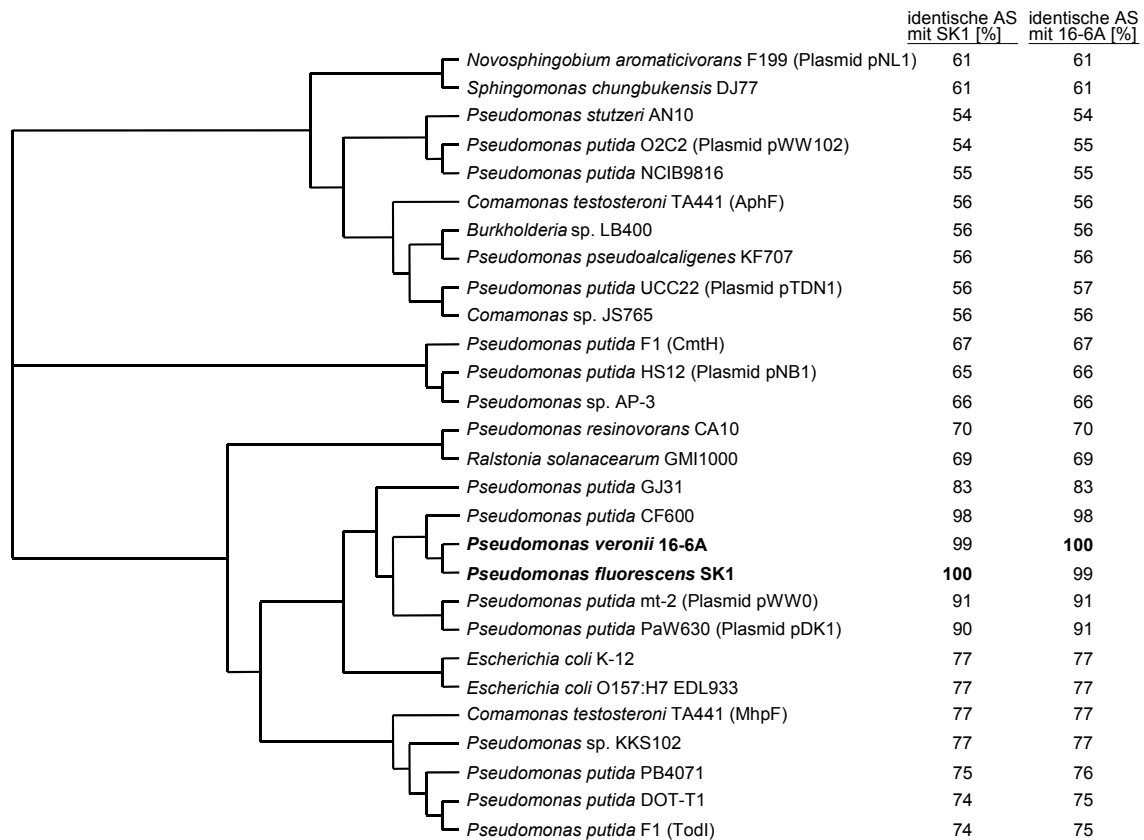 identische AS identische AS
mit SK1 [%] mit 16-6A [%]
Novosphingobium aromaticivorans F199 (Plasmid pNL1) 61 61
Sphingomonas chungbukensis DJ77 61 61
Pseudomonas stutzeri AN10 54 54
Pseudomonas putida O2C2 (Plasmid pWW102) 54 55
Pseudomonas putida NCIB9816 55 55
Comamonas testosteroni TA441 (AphF) 56 56
Burkholderia sp. LB400 56 56
Pseudomonas pseudoalcaligenes KF707 56 56
Pseudomonas putida UCC22 (Plasmid pTDN1) 56 57
Comamonas sp. JS765 56 56
Pseudomonas putida F1 (CmtH) 67 67
Pseudomonas putida HS12 (Plasmid pNB1) 65 66
Pseudomonas sp. AP-3 66 66
Pseudomonas resinovorans CA10 70 70
Ralstonia solanacearum GMI1000 69 69
Pseudomonas putida GJ31 83 83
Pseudomonas putida CF600 98 98
Pseudomonas veronii 16-6A 99 100
Pseudomonas fluorescens SK1 100 99
Pseudomonas putida mt-2 (Plasmid pWW0) 91 91
Pseudomonas putida PaW630 (Plasmid pDK1) 90 91
Escherichia coli K-12 77 77
Escherichia coli O157:H7 EDL933 77 77
Comamonas testosteroni TA441 (MhpF) 77 77
Pseudomonas sp. KKS102 77 77
Pseudomonas putida PB4071 75 76
Pseudomonas putida DOT-T1 74 75
Pseudomonas putida F1 (TodI) 74 75